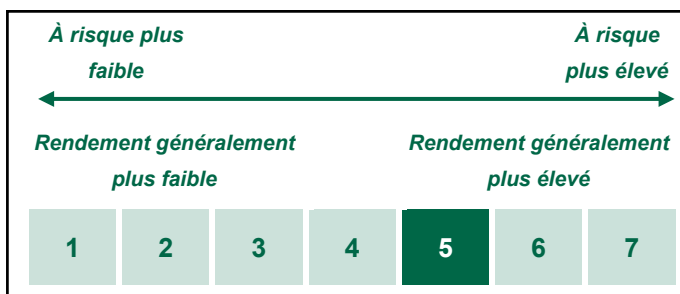 À risque plus
faible
À risque
plus élevé
Rendement généralement
plus faible
Rendement généralement
plus élevé
1 2 3 4 5 6 7